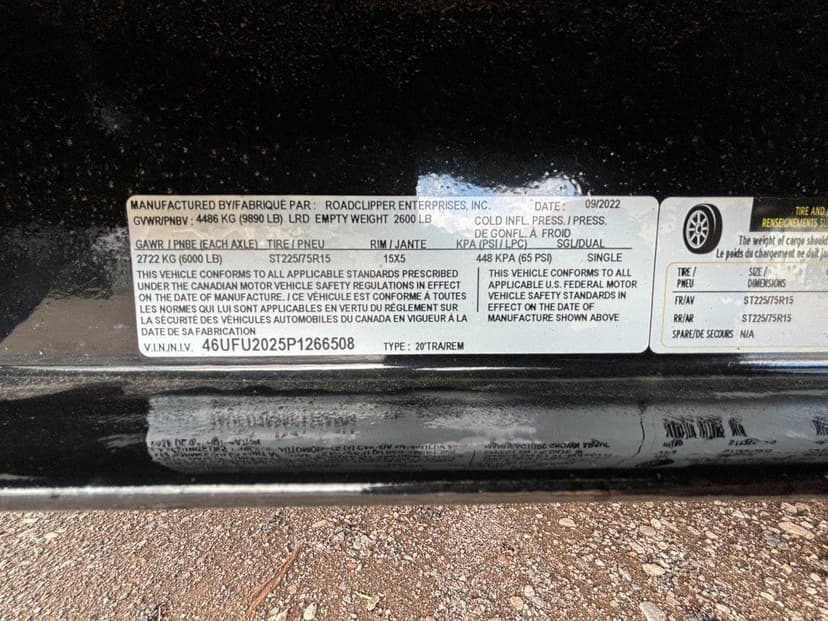 MANUFACTURED BY/FABRIQUÉ PAR : ROADCLIPPER ENTERPRISES, INC. DATE : 09/2022
GVWR/PNBV : 4486 KG (9890 LB) LRD EMPTY WEIGHT 2600 LB COLD INFL. PRESS. / PRESS.
DE GONFL. À FROID
GAWR / PNBE (EACH AXLE) TIRE / PNEU RIM / JANTE KPA (PSI / LPC) SGL/DUAL
2722 KG (6000 LB) ST225/75R15 15X5 448 KPA (65 PSI) SINGLE
THIS VEHICLE CONFORMS TO ALL APPLICABLE STANDARDS PRESCRIBED
UNDER THE CANADIAN MOTOR VEHICLE SAFETY REGULATIONS IN EFFECT
ON THE DATE OF MANUFACTURE. / CE VÉHICULE EST CONFORME À TOUTES
LES NORMES QUI LUI SONT APPLICABLES EN VERTU DU RÉGLEMENT SUR
LA SÉCURITÉ DES VÉHICULES AUTOMOBILES DU CANADA EN VIGUEUR À LA
DATE DE SA FABRICATION
THIS VEHICLE CONFORMS TO ALL
APPLICABLE U.S. FEDERAL MOTOR
VEHICLE SAFETY STANDARDS IN
EFFECT ON THE DATE OF
MANUFACTURE SHOWN ABOVE
V.I.N./N.I.V. 46UFU2025P1266508 TYPE : 20'TRA/REM
TIRE AND
RENSEIGNEMENTS
The weight of cargo should
Le poids du chargement ne doit
TIRE / SIZE /
PNEU DIMENSIONS
FR/AV ST225/75R15
RR/AR ST225/75R15
SPARE/DE SECOURS N/A